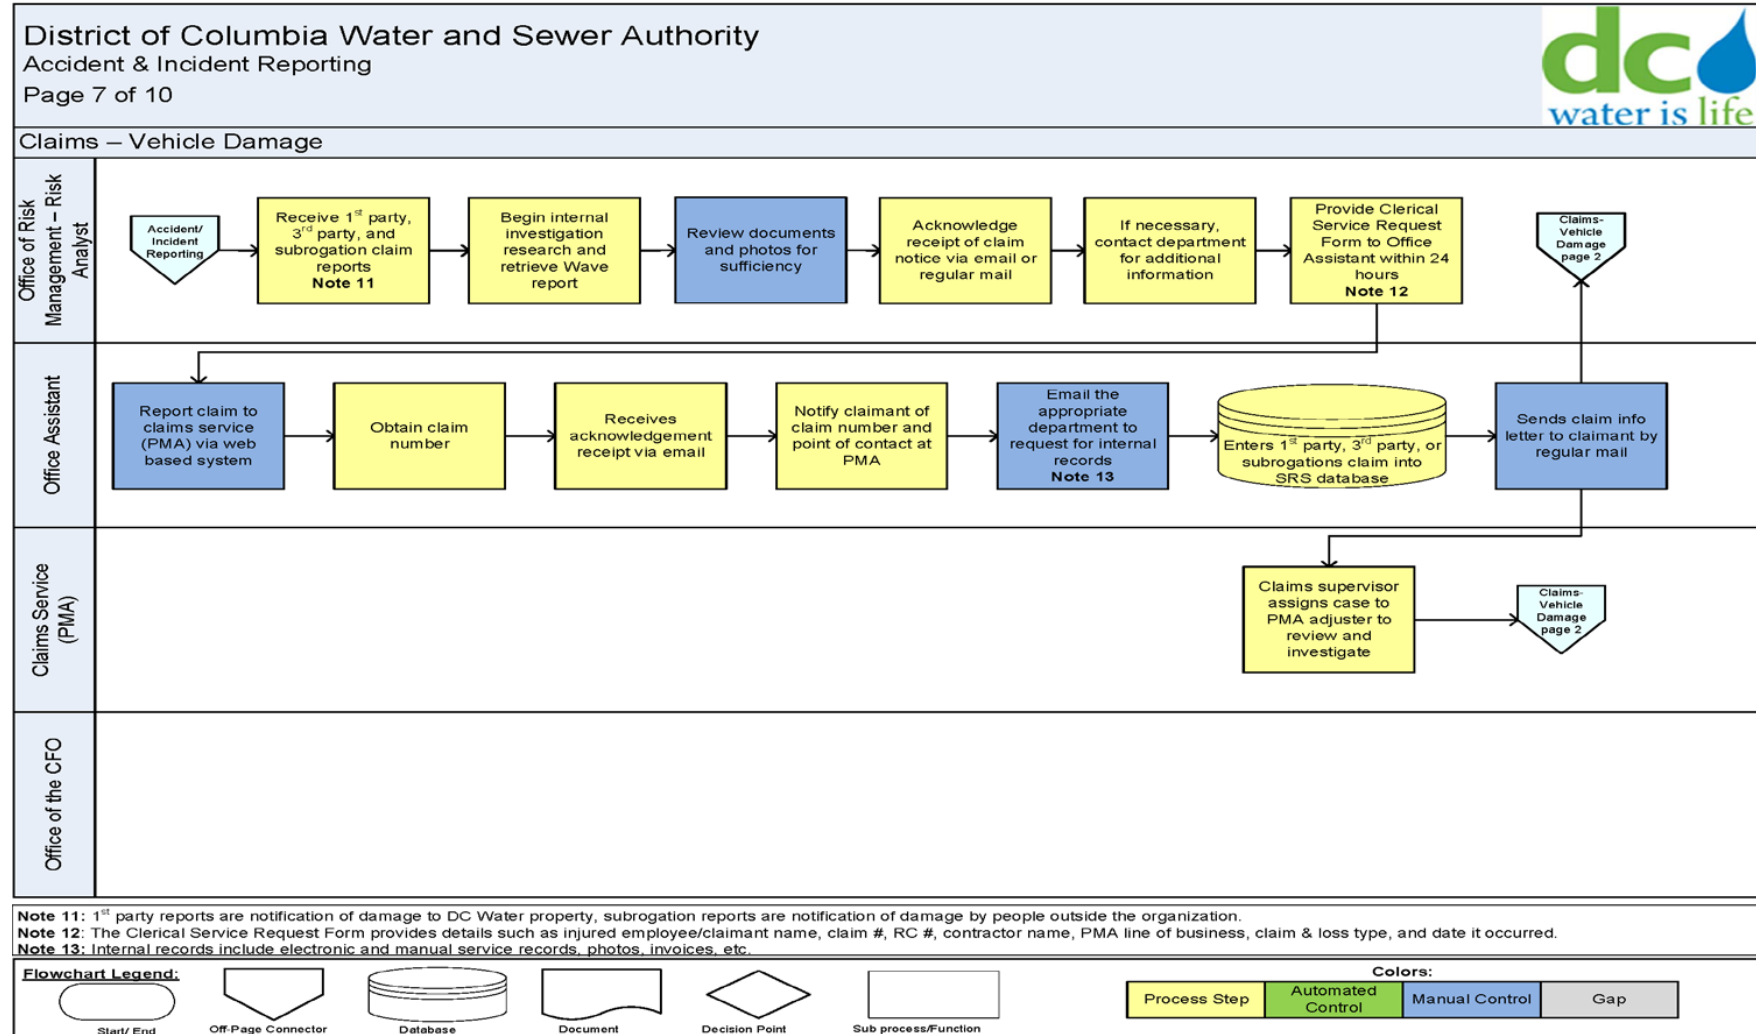 District of Columbia Water and Sewer Authority
Accident & Incident Reporting
Page 7 of 10
dc
water is life
Claims – Vehicle Damage
Office of Risk
Management – Risk
Analyst
Accident/
Incident
Reporting
Receive 1st party,
3rd party, and
subrogation claim
reports
Note 11
Begin internal
investigation
research and
retrieve Wave
report
Review documents
and photos for
sufficiency
Acknowledge
receipt of claim
notice via email or
regular mail
If necessary,
contact department
for additional
information
Provide Clerical
Service Request
Form to Office
Assistant within 24
hours
Note 12
Claims-
Vehicle
Damage
page 2
Office Assistant
Report claim to
claims service
(PMA) via web
based system
Obtain claim
number
Receives
acknowledgement
receipt via email
Notify claimant of
claim number and
point of contact at
PMA
Email the
appropriate
department to
request for internal
records
Note 13
Enters 1st party, 3rd party, or
subrogations claim into
SRS database
Sends claim info
letter to claimant by
regular mail
Claims Service
(PMA)
Claims supervisor
assigns case to
PMA adjuster to
review and
investigate
Claims-
Vehicle
Damage
page 2
Office of the CFO
Note 11: 1st party reports are notification of damage to DC Water property, subrogation reports are notification of damage by people outside the organization.
Note 12: The Clerical Service Request Form provides details such as injured employee/claimant name, claim #, RC #, contractor name, PMA line of business, claim & loss type, and date it occurred.
Note 13: Internal records include electronic and manual service records, photos, invoices, etc.
Flowchart Legend:
Start/ End
Off-Page Connector
Database
Document
Decision Point
Sub process/Function
Colors:
Process Step
Automated
Control
Manual Control
Gap